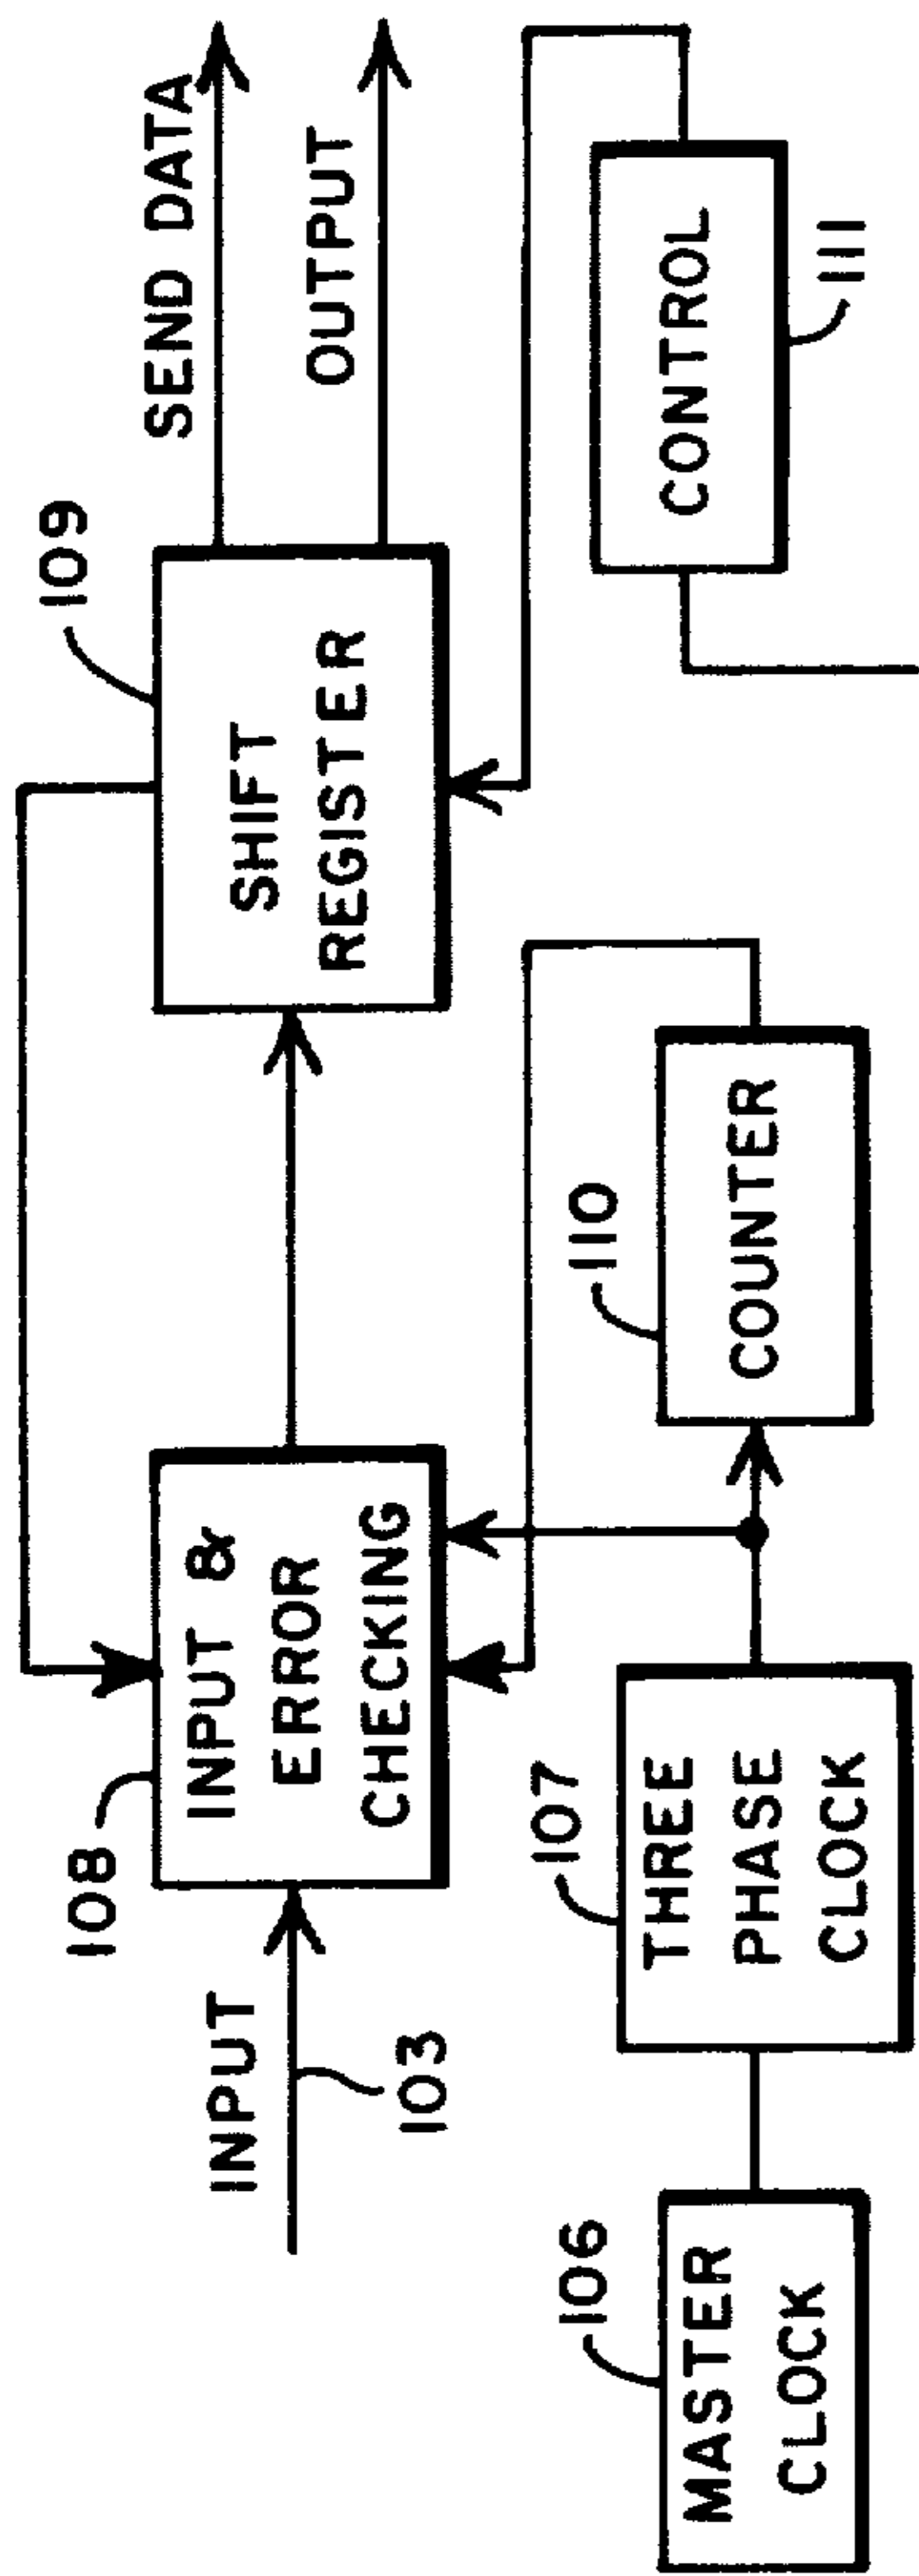 SEND DATA
OUTPUT
109
SHIFT
REGISTER
CONTROL
111
108
INPUT &
ERROR
CHECKING
INPUT
103
110
COUNTER
107
THREE
PHASE
CLOCK
106
MASTER
CLOCK